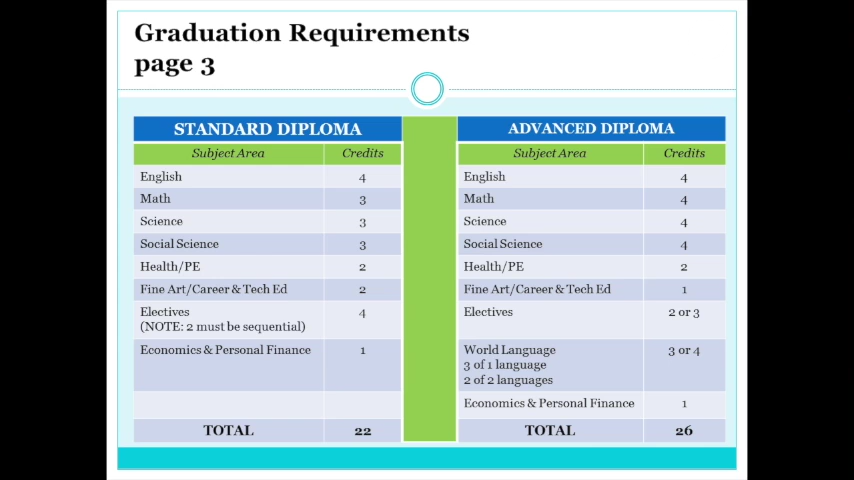 Graduation Requirements
page 3
STANDARD DIPLOMA
Subject Area Credits
English 4
Math 3
Science 3
Social Science 3
Health/PE 2
Fine Art/Career & Tech Ed 2
Electives 4
(NOTE: 2 must be sequential)
Economics & Personal Finance 1
TOTAL 22
ADVANCED DIPLOMA
Subject Area Credits
English 4
Math 4
Science 4
Social Science 4
Health/PE 2
Fine Art/Career & Tech Ed 1
Electives 2 or 3
World Language 3 or 4
3 of 1 language
2 of 2 languages
Economics & Personal Finance 1
TOTAL 26